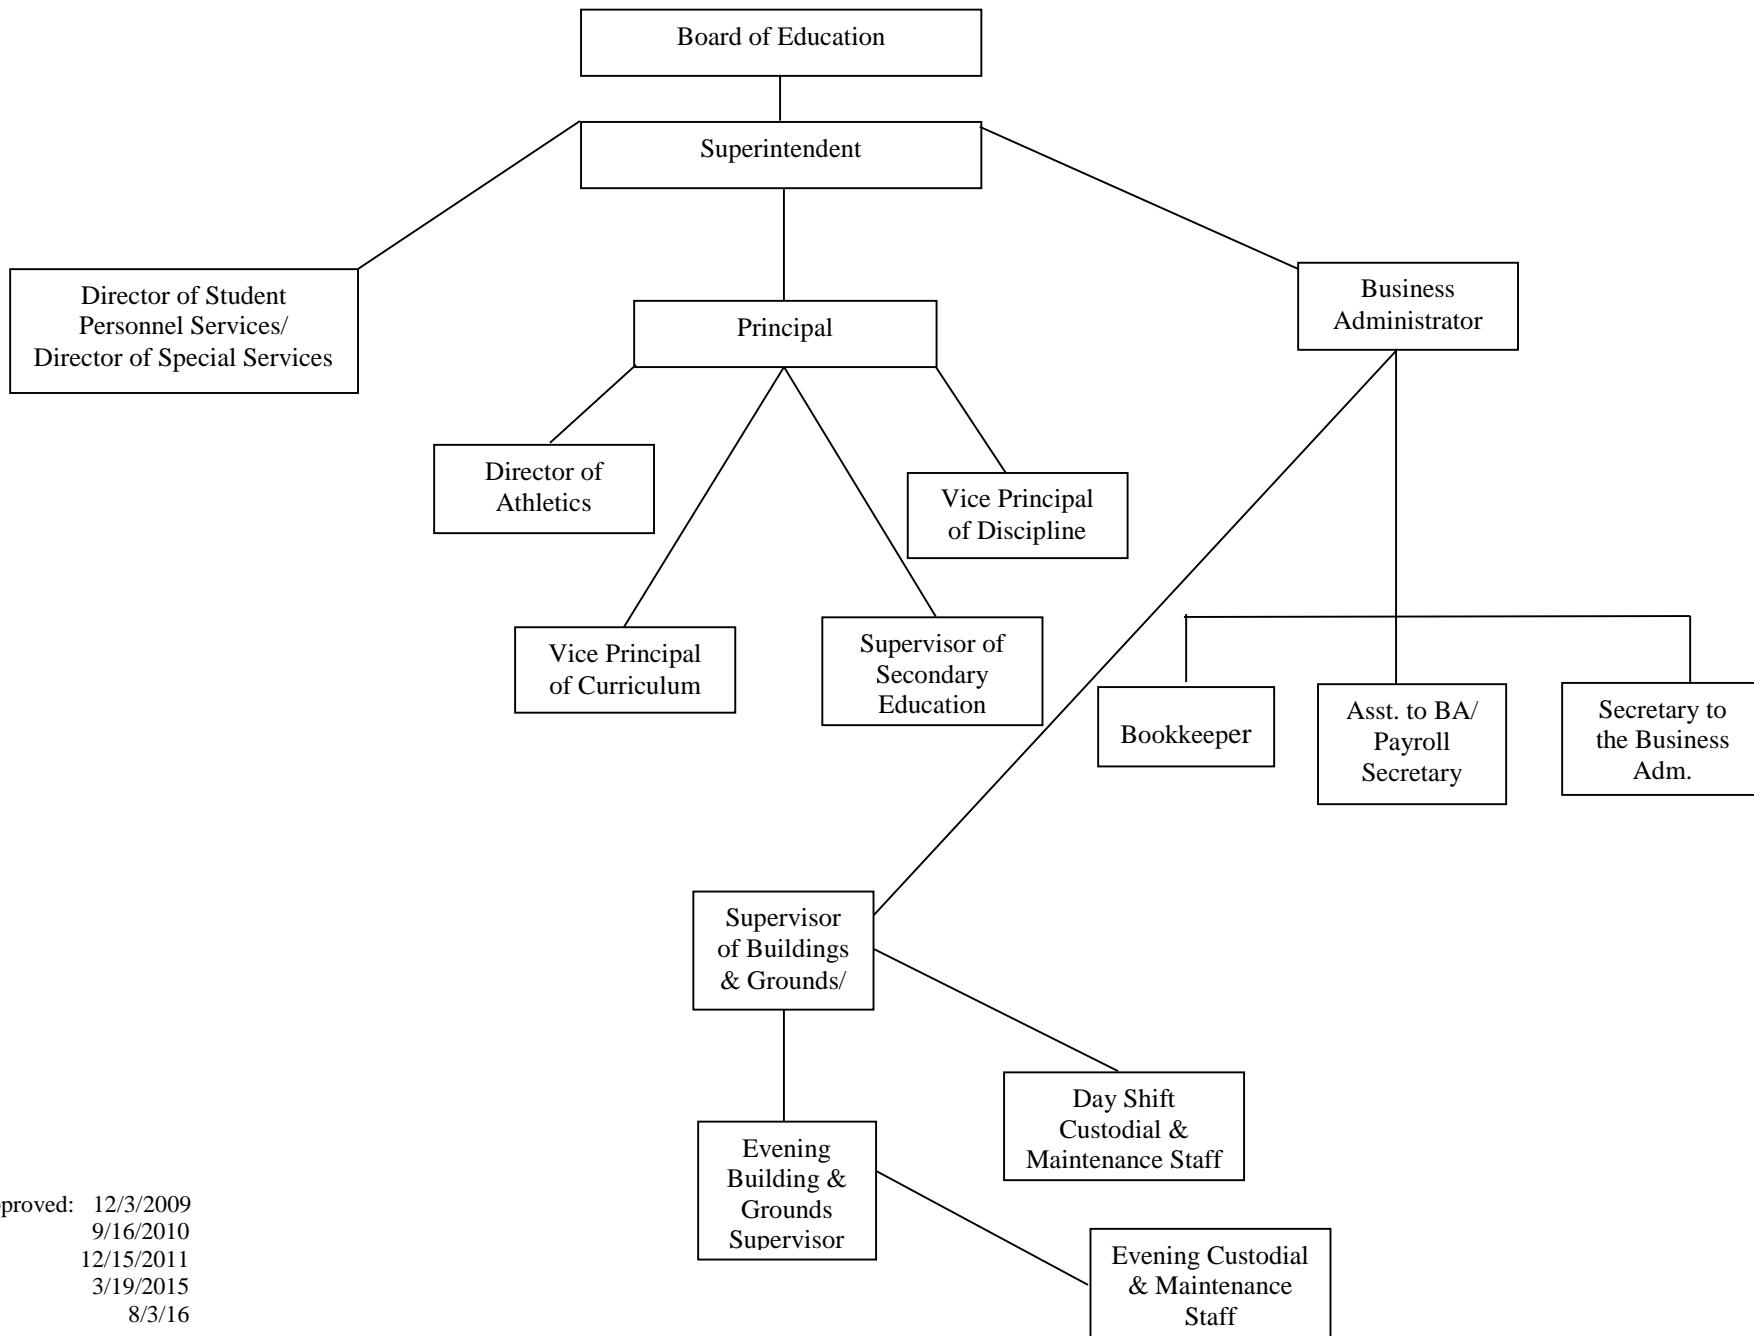 Board of Education
Superintendent
Director of Student
Personnel Services/
Director of Special Services
Principal
Business
Administrator
Director of
Athletics
Vice Principal
of Discipline
Vice Principal
of Curriculum
Supervisor of
Secondary
Education
Bookkeeper
Asst. to BA/
Payroll
Secretary
Secretary to
the Business
Adm.
Supervisor
of Buildings
& Grounds/
Day Shift
Custodial &
Maintenance Staff
Evening
Building &
Grounds
Supervisor
Evening Custodial
& Maintenance
Staff
proved: 12/3/2009
9/16/2010
12/15/2011
3/19/2015
8/3/16